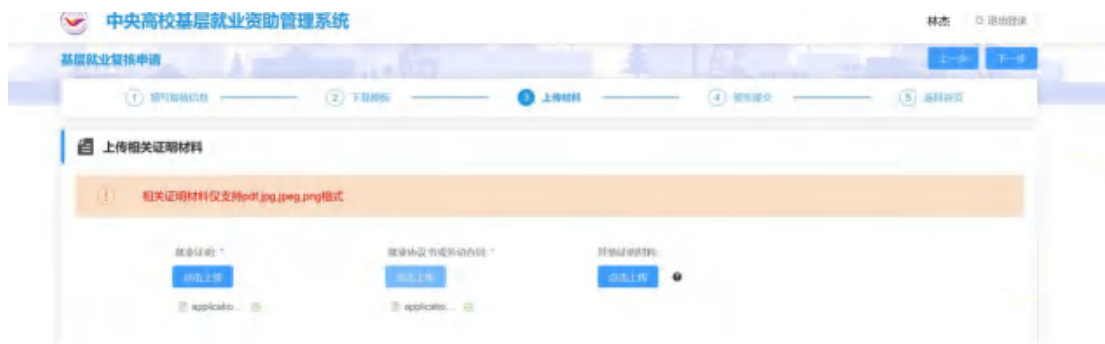 中央高校基层就业资助管理系统
林杰 退出登录
基层就业复核申请
上一步 下一步
1 填写复核信息 2 下载模板 3 上传材料 4 预览提交 5 返回首页
上传相关证明材料
相关证明材料仅支持pdf,jpg,jpeg,png格式
就业证明: * 就业协议书或劳动合同: * 其他证明材料:
点击上传 点击上传 点击上传
applicatio... applicatio...